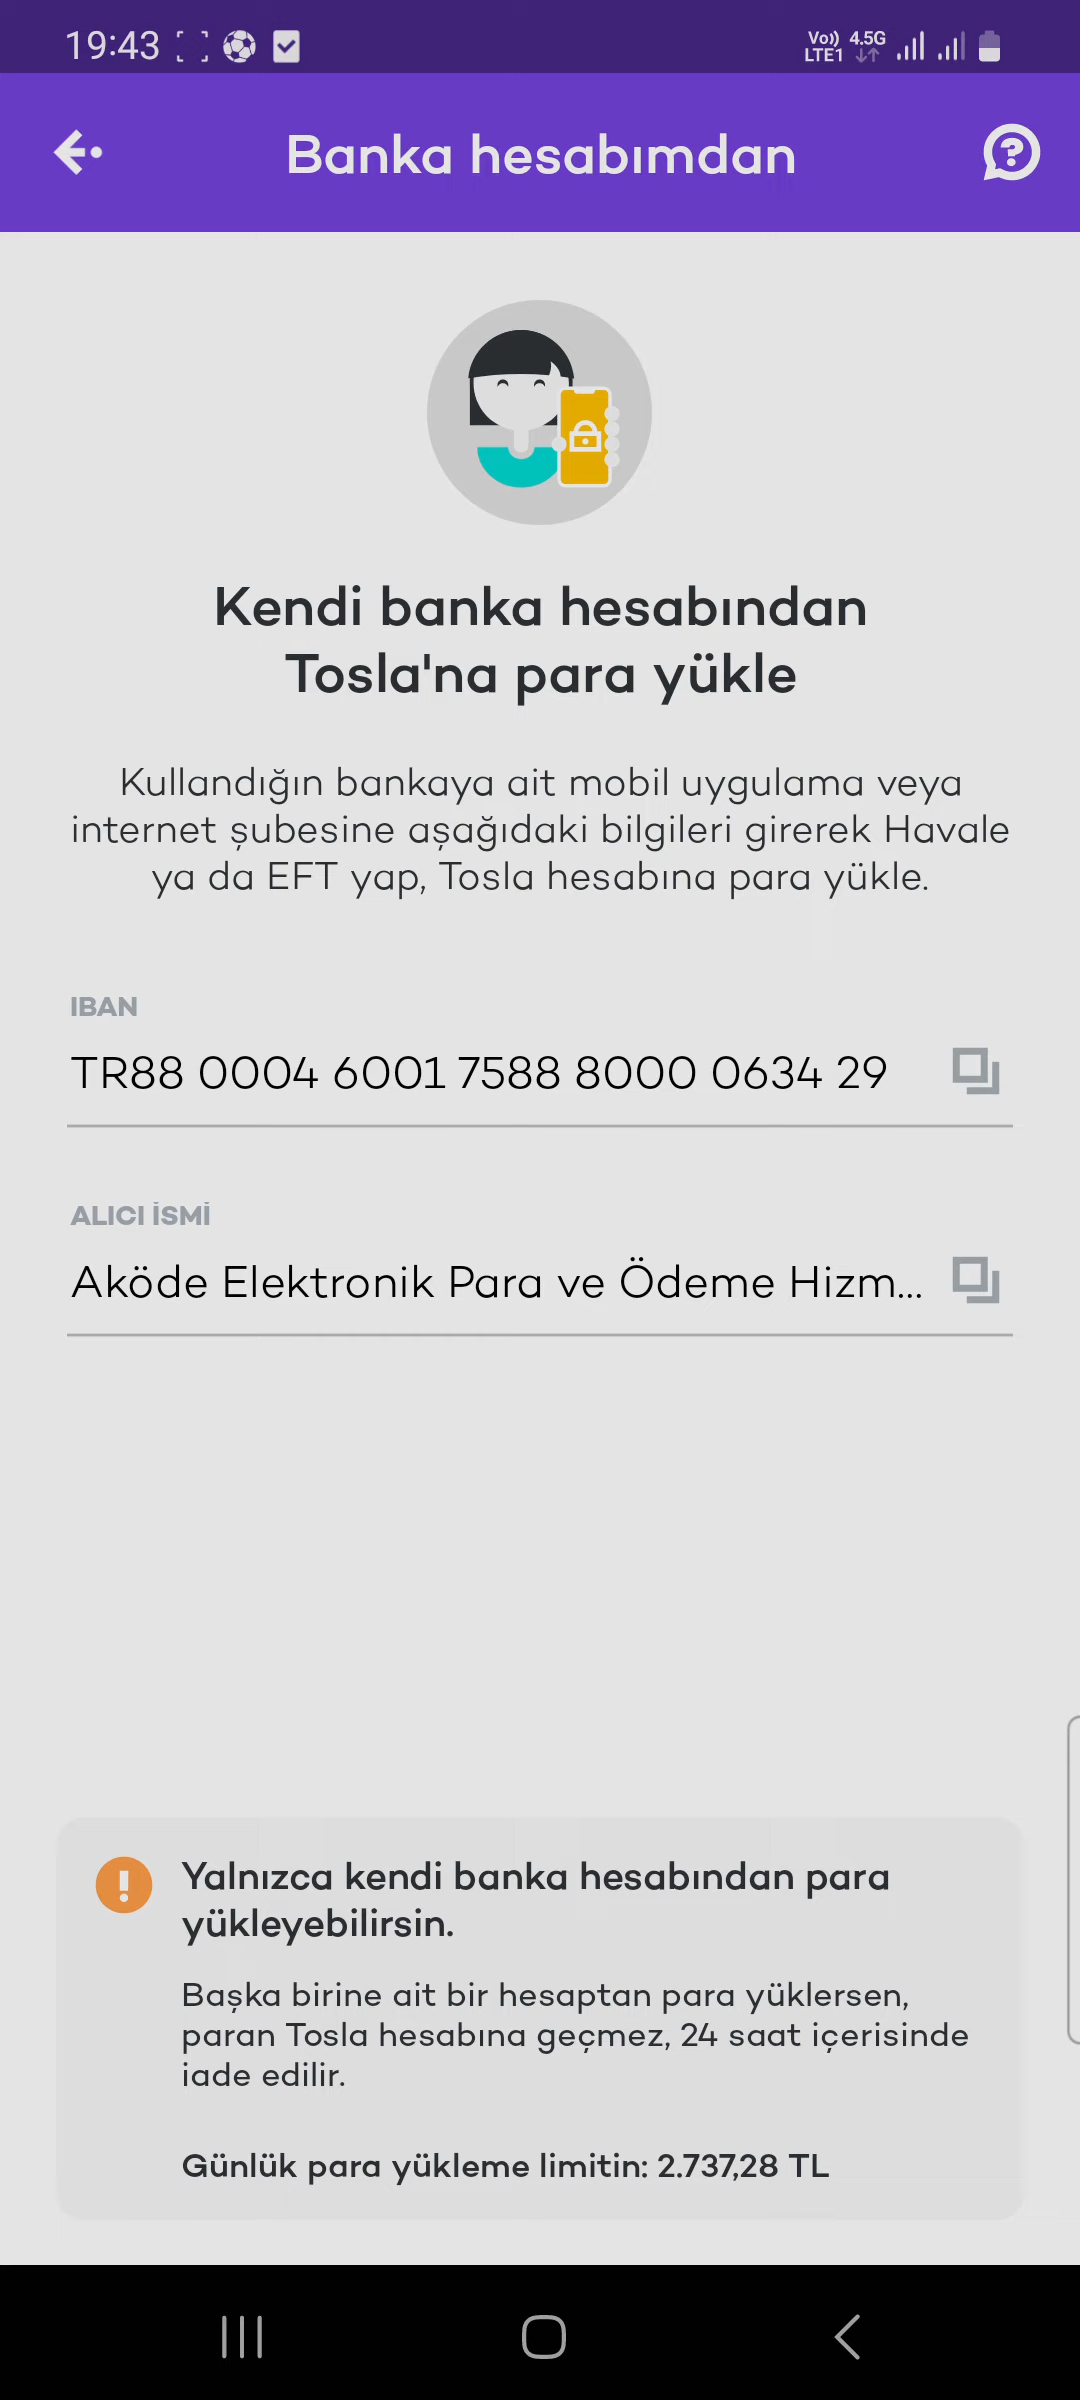 19:43
Vo)) 4.5G
LTE1
Banka hesabımdan
Kendi banka hesabından
Tosla'na para yükle
Kullandığın bankaya ait mobil uygulama veya
internet şubesine aşağıdaki bilgileri girerek Havale
ya da EFT yap, Tosla hesabına para yükle.
IBAN
TR88 0004 6001 7588 8000 0634 29
ALICI İSMİ
Aköde Elektronik Para ve Ödeme Hizm...
Yalnızca kendi banka hesabından para
yükleyebilirsin.
Başka birine ait bir hesaptan para yüklersen,
paran Tosla hesabına geçmez, 24 saat içerisinde
iade edilir.
Günlük para yükleme limitin: 2.737,28 TL